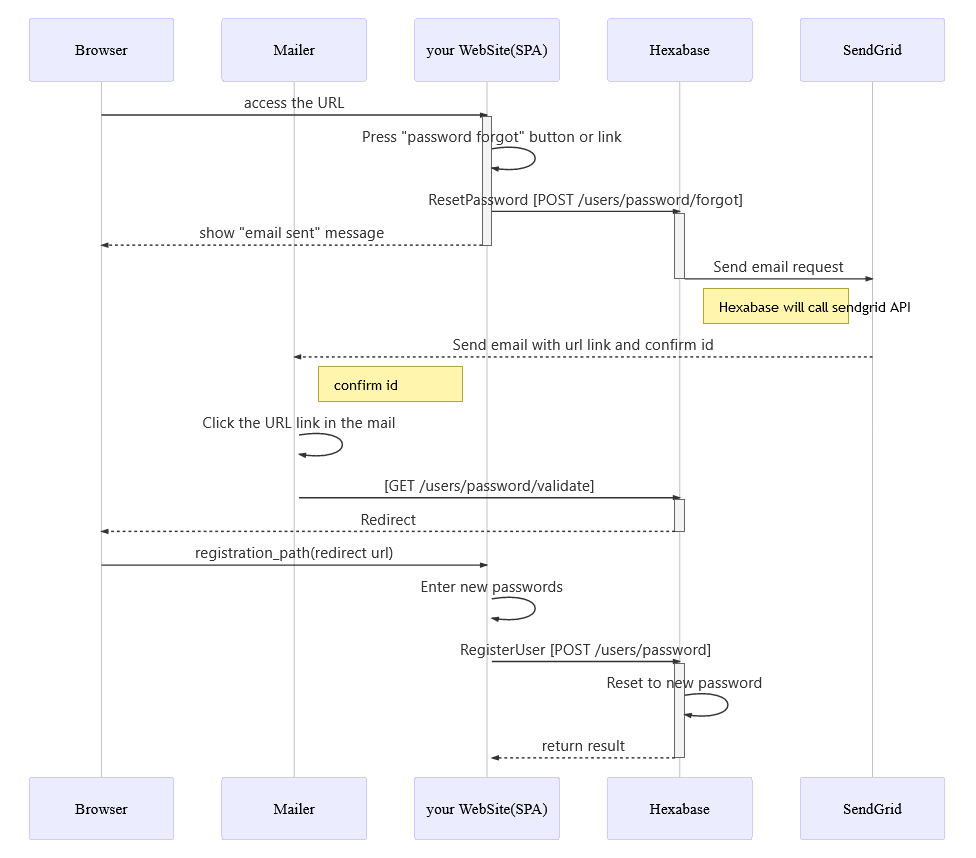 Browser
Mailer
your WebSite(SPA)
Hexabase
SendGrid
access the URL
Press "password forgot" button or link
ResetPassword [POST /users/password/forgot]
show "email sent" message
Send email request
Hexabase will call sendgrid API
Send email with url link and confirm id
confirm id
Click the URL link in the mail
[GET /users/password/validate]
Redirect
registration_path(redirect url)
Enter new passwords
RegisterUser [POST /users/password]
Reset to new password
return result
Browser
Mailer
your WebSite(SPA)
Hexabase
SendGrid